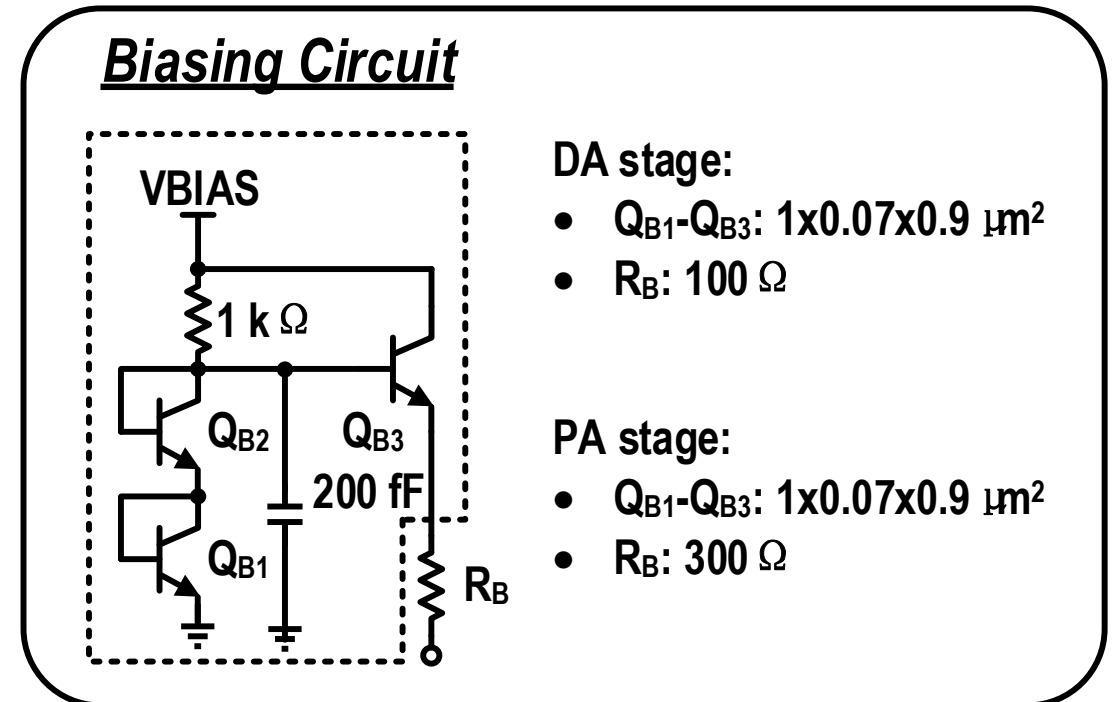 Biasing Circuit
VBIAS
1 k Ω
QB2
QB3
200 fF
QB1
RB
DA stage:
● QB1-QB3: 1x0.07x0.9 μm²
● RB: 100 Ω
PA stage:
● QB1-QB3: 1x0.07x0.9 μm²
● RB: 300 Ω